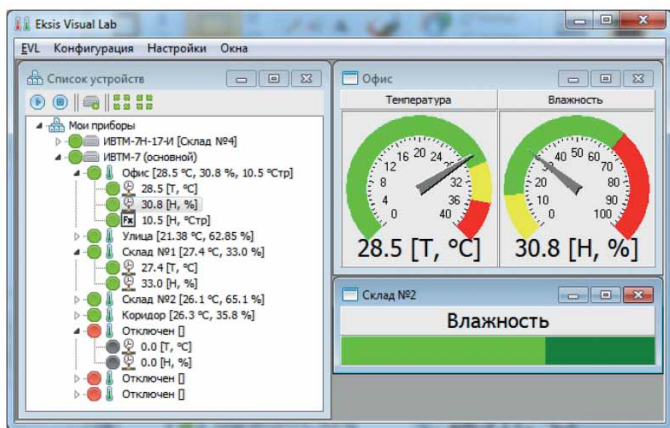 Eksis Visual Lab
EVL Конфигурация Настройки Окна
Список устройств
Мои приборы
ИВТМ-7Н-17-И [Склад №4]
ИВТМ-7 (основной)
Офис [28.5 °C, 30.8 %, 10.5 °Cтр]
28.5 [T, °C]
30.8 [H, %]
Fx 10.5 [H, °Cтр]
Улица [21.38 °C, 62.85 %]
Склад №1 [27.4 °C, 33.0 %]
27.4 [T, °C]
33.0 [H, %]
Склад №2 [26.1 °C, 65.1 %]
Коридор [26.3 °C, 35.8 %]
Отключен []
0.0 [T, °C]
0.0 [H, %]
Отключен []
Отключен []
Офис
Температура
0 4 8 12 16 20 24 32 36 40
28.5 [T, °C]
Влажность
0 10 20 40 50 60 70 80 90 100
30.8 [H, %]
Склад №2
Влажность